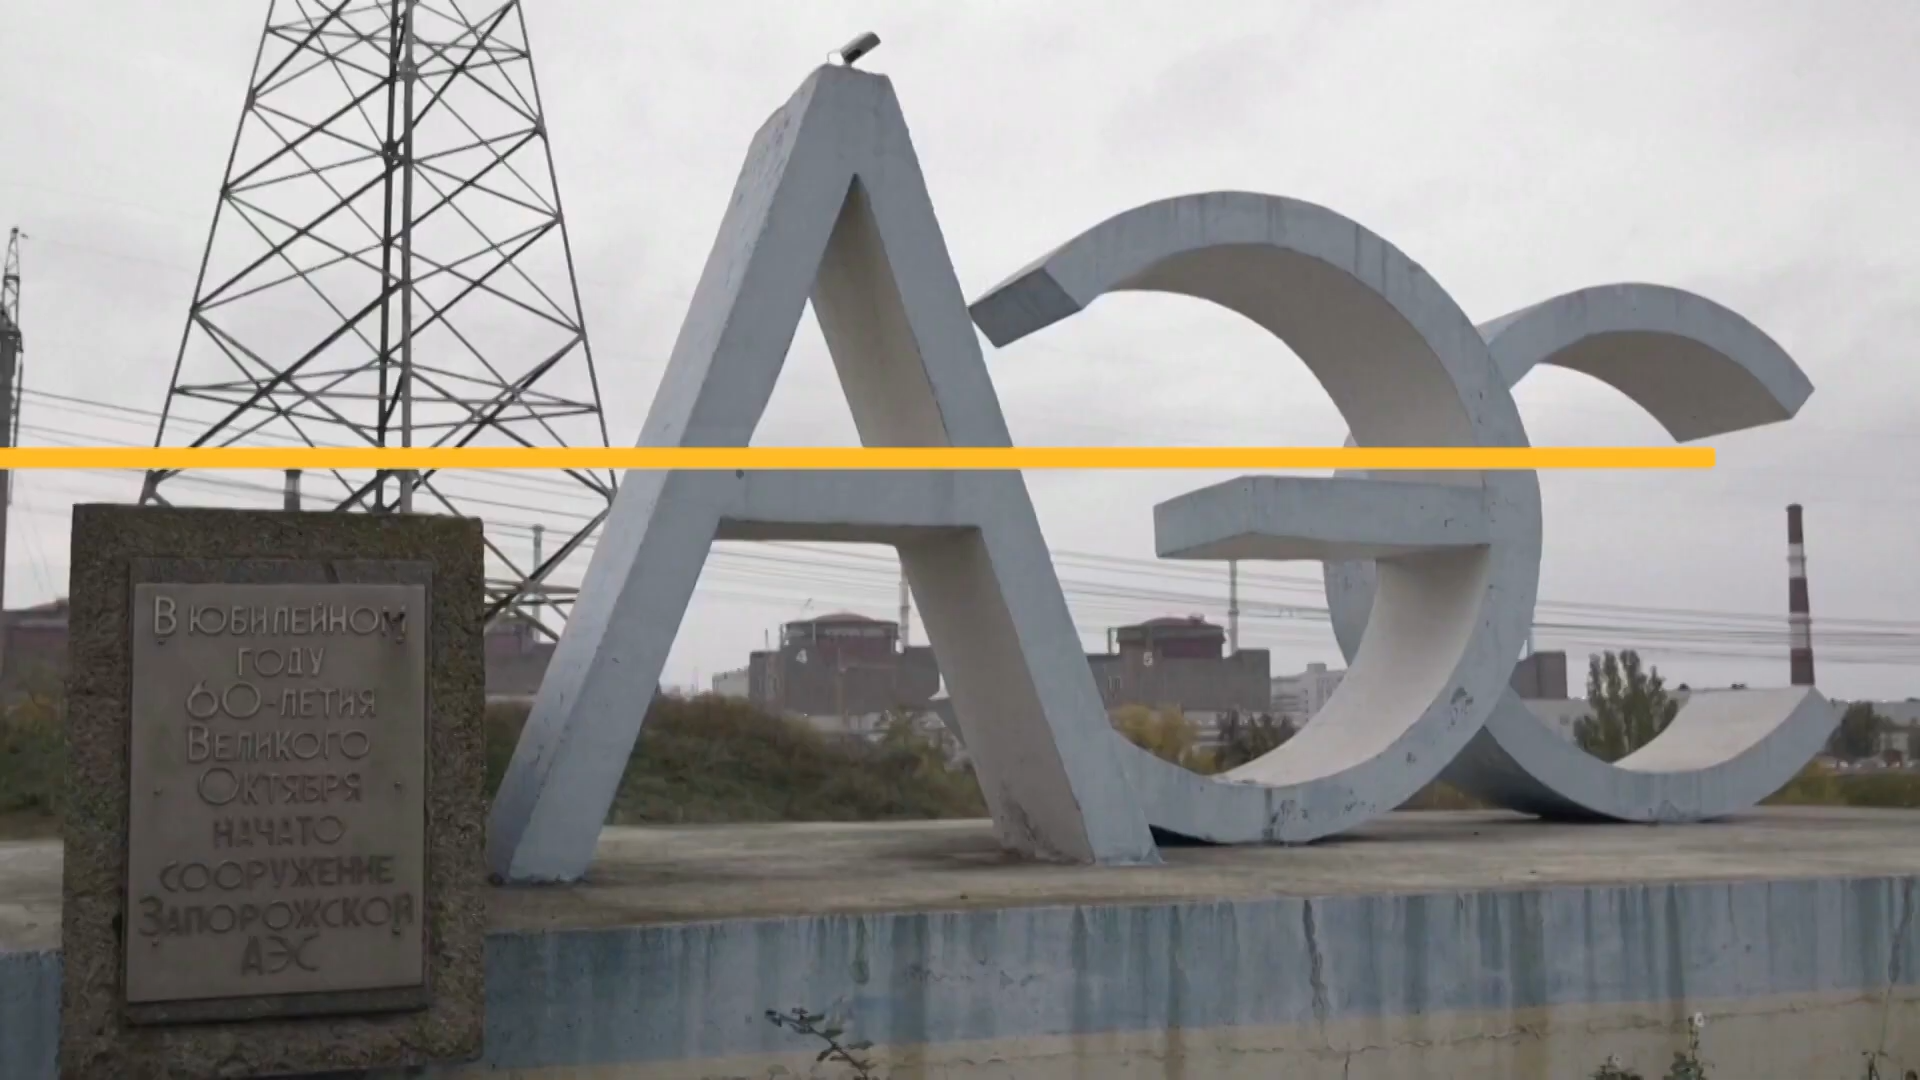 В ЮБИЛЕЙНОМ
ГОДУ
60-ЛЕТИЯ
ВЕЛИКОГО
ОКТЯБРЯ
НАЧАТО
СООРУЖЕНИЕ
ЗАПОРОЖСКОЙ
АЭС
АЭС
4
5